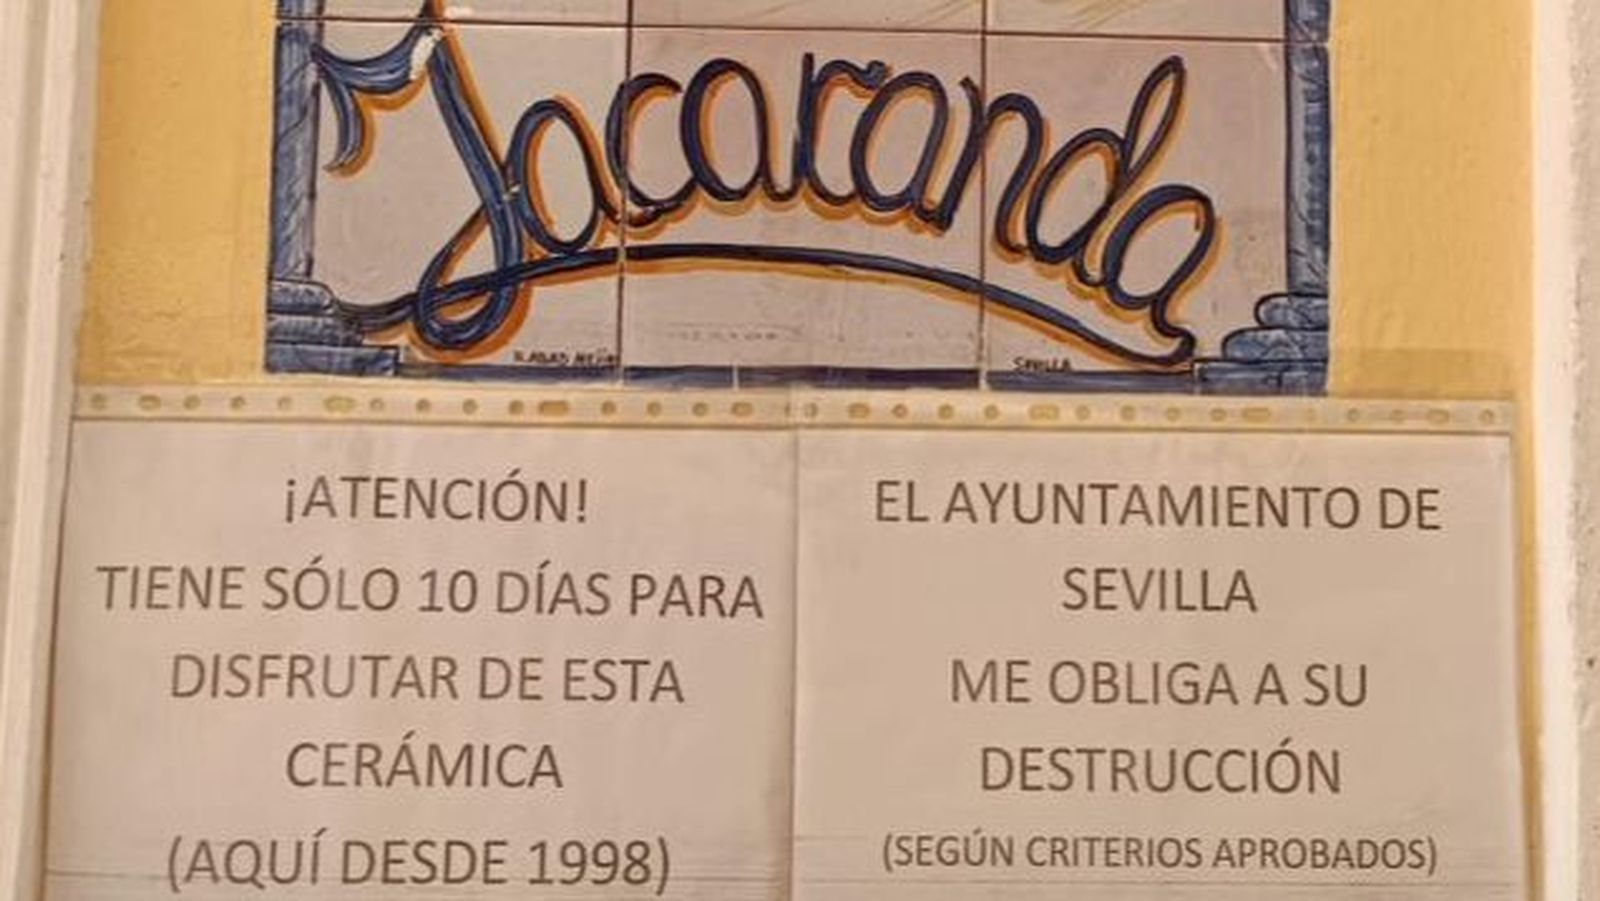 Jacaranda
SEVILLA
¡ATENCIÓN!
TIENE SÓLO 10 DÍAS PARA
DISFRUTAR DE ESTA
CERÁMICA
(AQUÍ DESDE 1998)
EL AYUNTAMIENTO DE
SEVILLA
ME OBLIGA A SU
DESTRUCCIÓN
(SEGÚN CRITERIOS APROBADOS)